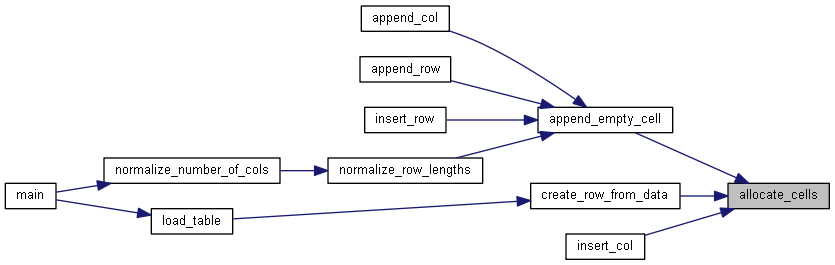 append_col
append_row
insert_row
append_empty_cell
normalize_number_of_cols
normalize_row_lengths
main
create_row_from_data
allocate_cells
load_table
insert_col